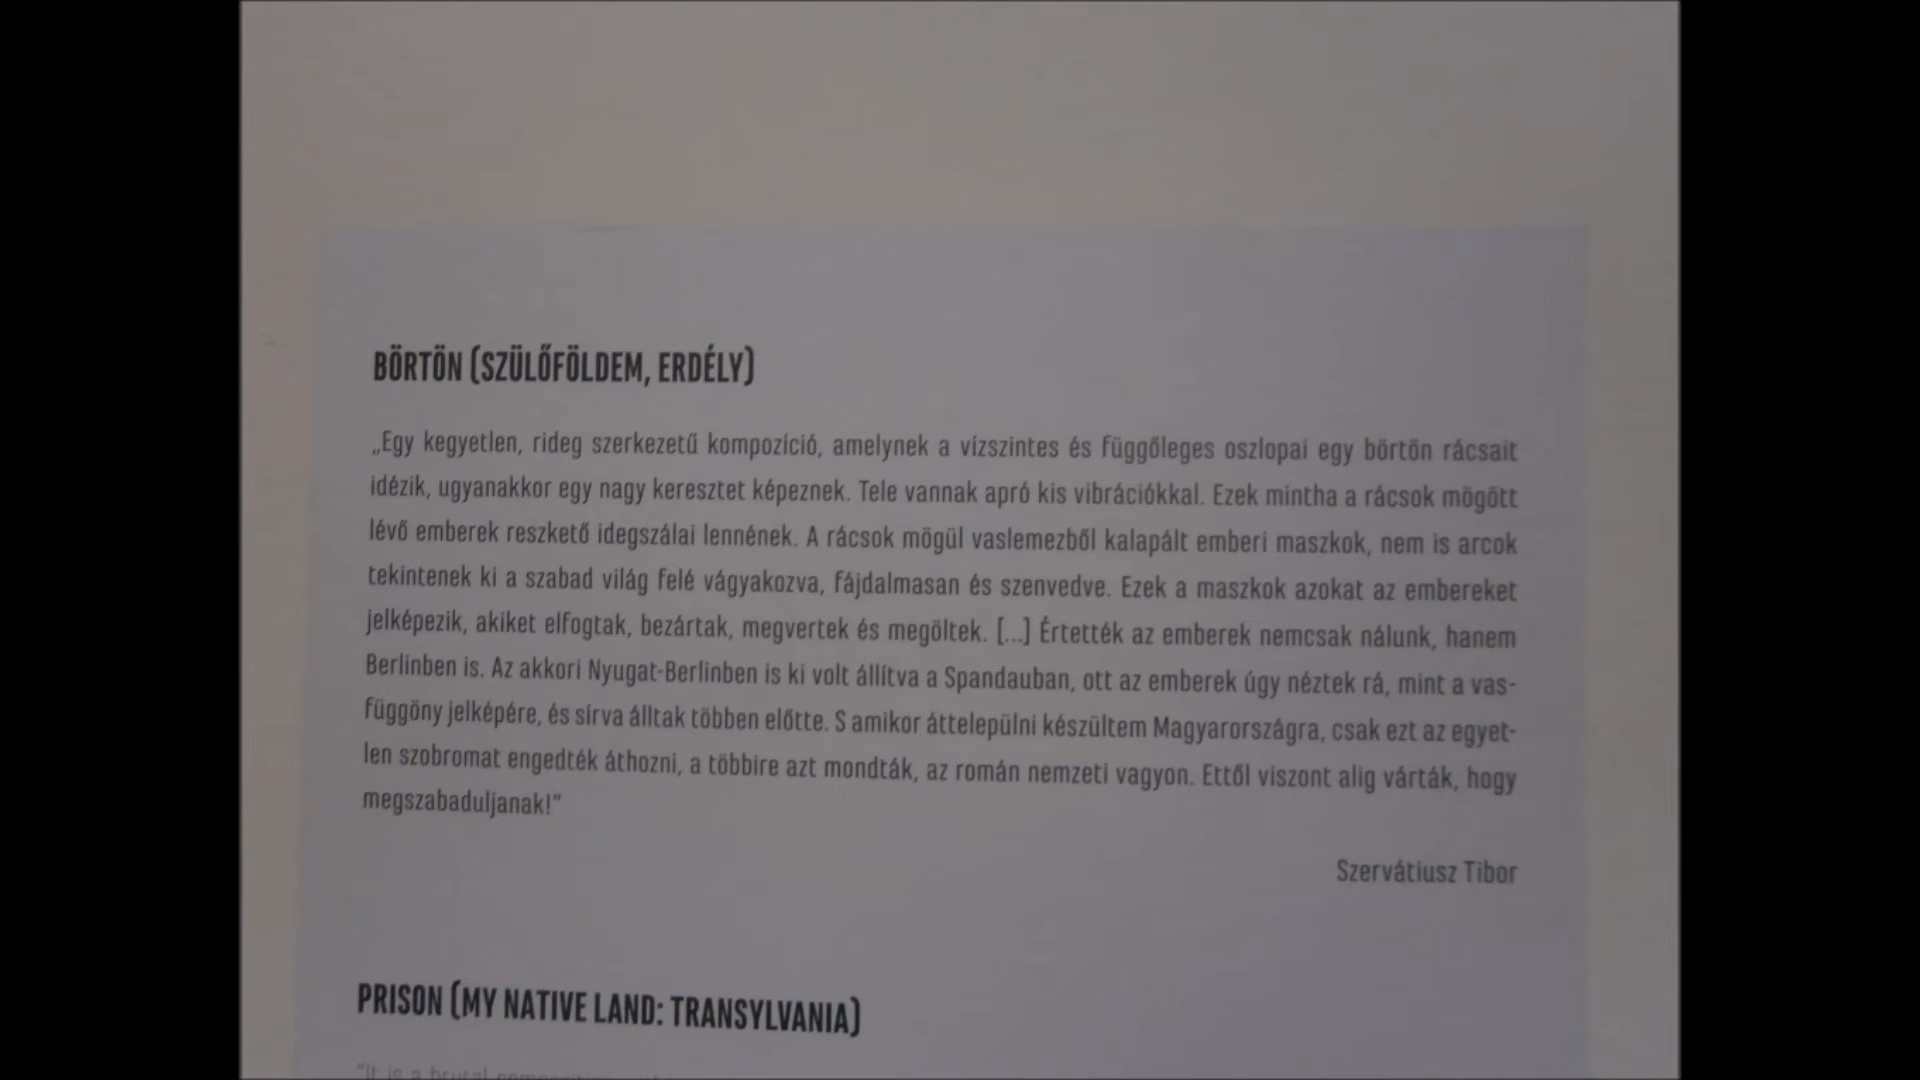 BÖRTÖN (SZÜLŐFÖLDEM, ERDÉLY)
„Egy kegyetlen, rideg szerkezetű kompozíció, amelynek a vízszintes és függőleges oszlopai egy börtön rácsait
idézik, ugyanakkor egy nagy keresztet képeznek. Tele vannak apró kis vibrációkkal. Ezek mintha a rácsok mögött
lévő emberek reszkető idegszálai lennének. A rácsok mögül vaslemezből kalapált emberi maszkok, nem is arcok
tekintenek ki a szabad világ felé vágyakozva, fájdalmasan és szenvedve. Ezek a maszkok azokat az embereket
jelképezik, akiket elfogtak, bezártak, megvertek és megöltek. [...] Értették az emberek nemcsak nálunk, hanem
Berlinben is. Az akkori Nyugat-Berlinben is ki volt állítva a Spandauban, ott az emberek úgy néztek rá, mint a vas-
függöny jelképére, és sírva álltak többen előtte. S amikor áttelepülni készültem Magyarországra, csak ezt az egyet-
len szobromat engedték áthozni, a többire azt mondták, az román nemzeti vagyon. Ettől viszont alig várták, hogy
megszabaduljanak!”
Szervátiusz Tibor
PRISON (MY NATIVE LAND: TRANSYLVANIA)
“It is a brutal